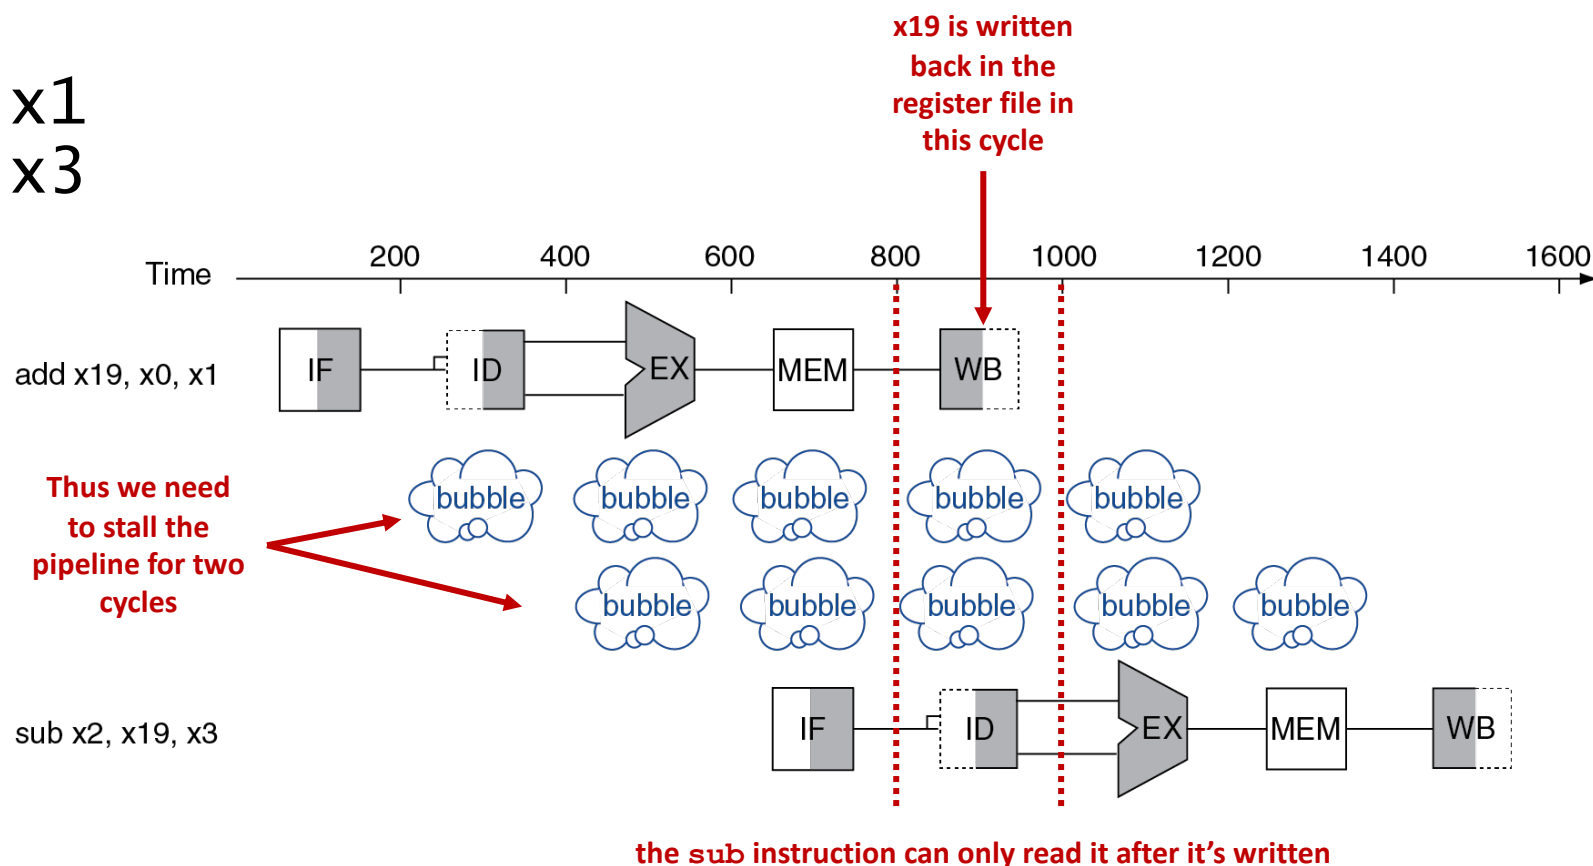 x19 is written
back in the
register file in
this cycle
x1
x3
Time 200 400 600 800 1000 1200 1400 1600
add x19, x0, x1 IF ID EX MEM WB
bubble bubble bubble bubble bubble
Thus we need
to stall the
pipeline for two
cycles
bubble bubble bubble bubble bubble
sub x2, x19, x3 IF ID EX MEM WB
the sub instruction can only read it after it's written